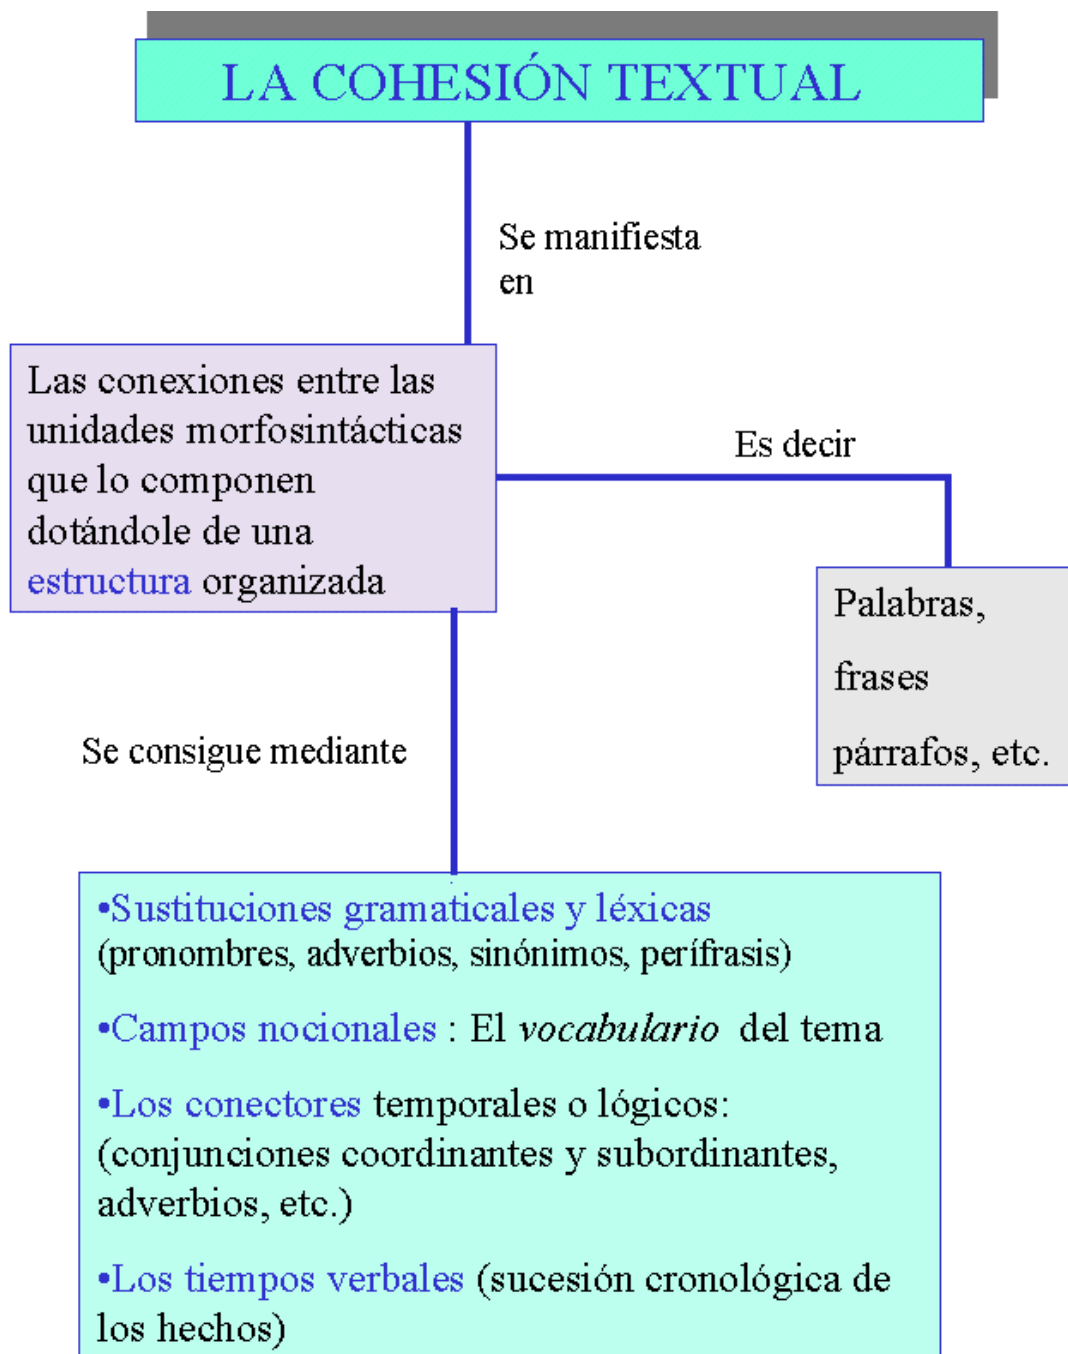 LA COHESIÓN TEXTUAL
Se manifiesta
en
Las conexiones entre las
unidades morfosintácticas
que lo componen
dotándole de una
estructura organizada
Es decir
Palabras,
frases
párrafos, etc.
Se consigue mediante
•Sustituciones gramaticales y léxicas
(pronombres, adverbios, sinónimos, perífrasis)
•Campos nocionales : El vocabulario del tema
•Los conectores temporales o lógicos:
(conjunciones coordinantes y subordinantes,
adverbios, etc.)
•Los tiempos verbales (sucesión cronológica de
los hechos)